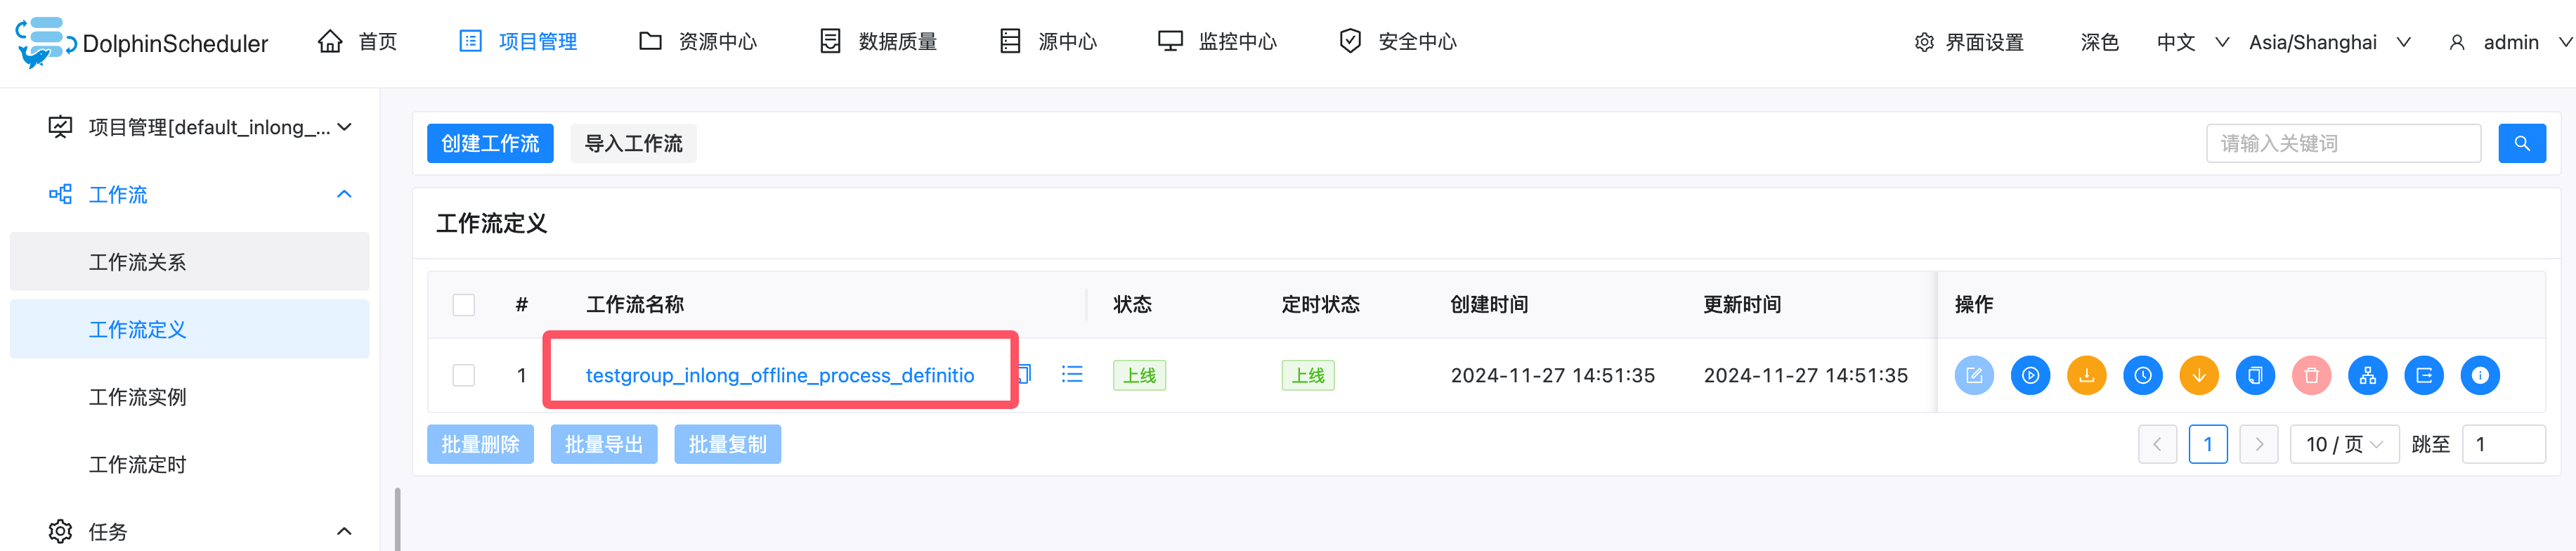 DolphinScheduler 首页 项目管理 资源中心 数据质量 源中心 监控中心 安全中心 界面设置 深色 中文 Asia/Shanghai admin
项目管理[default_inlong_...
工作流
工作流关系
工作流定义
工作流实例
工作流定时
任务
创建工作流 导入工作流 请输入关键词
工作流定义
# 工作流名称 状态 定时状态 创建时间 更新时间 操作
1 testgroup_inlong_offline_process_definitio 上线 上线 2024-11-27 14:51:35 2024-11-27 14:51:35
批量删除 批量导出 批量复制 1 10 / 页 跳至 1